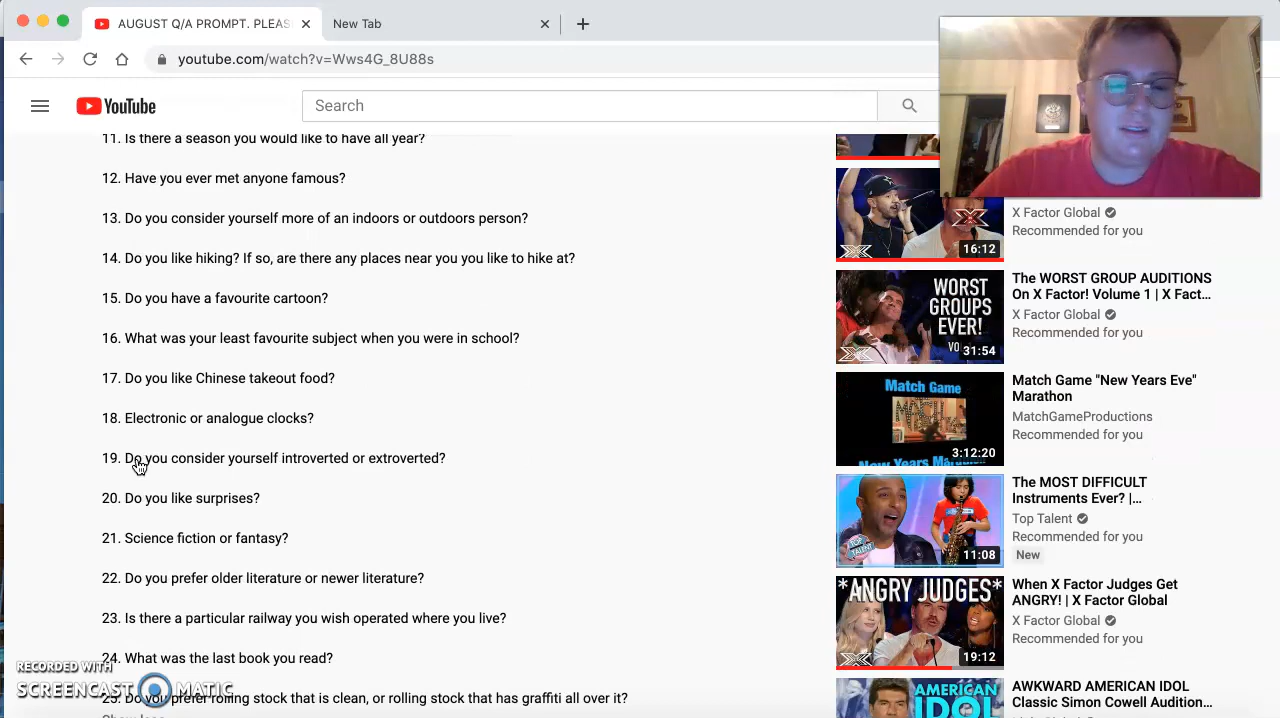 AUGUST Q/A PROMPT. PLEAS
New Tab
youtube.com/watch?v=Wws4G_8U88s
YouTube
Search
11. Is there a season you would like to have all year?
12. Have you ever met anyone famous?
13. Do you consider yourself more of an indoors or outdoors person?
14. Do you like hiking? If so, are there any places near you you like to hike at?
15. Do you have a favourite cartoon?
16. What was your least favourite subject when you were in school?
17. Do you like Chinese takeout food?
18. Electronic or analogue clocks?
19. Do you consider yourself introverted or extroverted?
20. Do you like surprises?
21. Science fiction or fantasy?
22. Do you prefer older literature or newer literature?
23. Is there a particular railway you wish operated where you live?
24. What was the last book you read?
25. Do you prefer rolling stock that is clean, or rolling stock that has graffiti all over it?
Show less
RECORDED WITH
SCREENCAST MATIC
16:12
X Factor Global
Recommended for you
WORST
GROUPS
EVER!
VO
31:54
The WORST GROUP AUDITIONS
On X Factor! Volume 1 | X Fact...
X Factor Global
Recommended for you
Match Game
MATCH
GAME
New Years Mara
3:12:20
Match Game "New Years Eve"
Marathon
MatchGameProductions
Recommended for you
TOP
TALENT
11:08
The MOST DIFFICULT
Instruments Ever? |...
Top Talent
Recommended for you
New
*ANGRY JUDGES*
19:12
When X Factor Judges Get
ANGRY! | X Factor Global
X Factor Global
Recommended for you
AMERICAN
IDOL
AWKWARD AMERICAN IDOL
Classic Simon Cowell Audition...